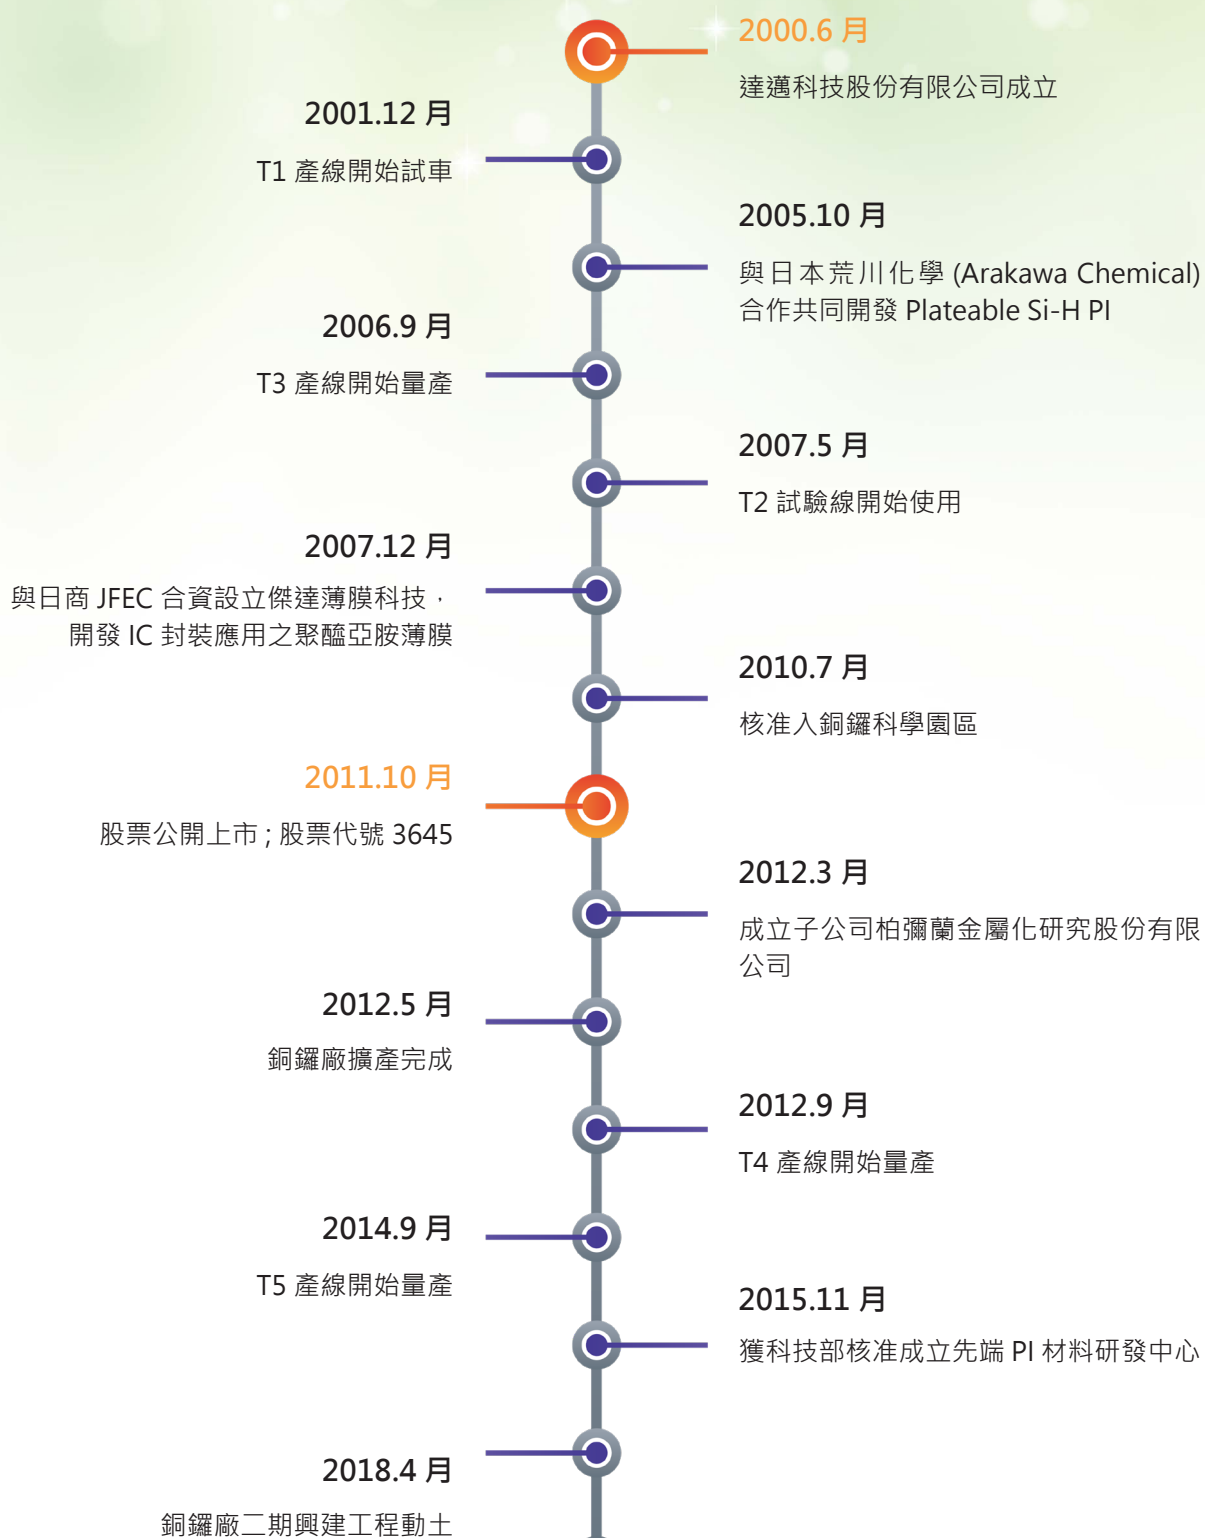 2000.6 月
達邁科技股份有限公司成立
2001.12 月
T1 產線開始試車
2005.10 月
與日本荒川化學 (Arakawa Chemical)
合作共同開發 Plateable Si-H PI
2006.9 月
T3 產線開始量產
2007.5 月
T2 試驗線開始使用
2007.12 月
與日商 JFEC 合資設立傑達薄膜科技，
開發 IC 封裝應用之聚醯亞胺薄膜
2010.7 月
核准入銅鑼科學園區
2011.10 月
股票公開上市 ; 股票代號 3645
2012.3 月
成立子公司柏彌蘭金屬化研究股份有限
公司
2012.5 月
銅鑼廠擴產完成
2012.9 月
T4 產線開始量產
2014.9 月
T5 產線開始量產
2015.11 月
獲科技部核准成立先端 PI 材料研發中心
2018.4 月
銅鑼廠二期興建工程動土